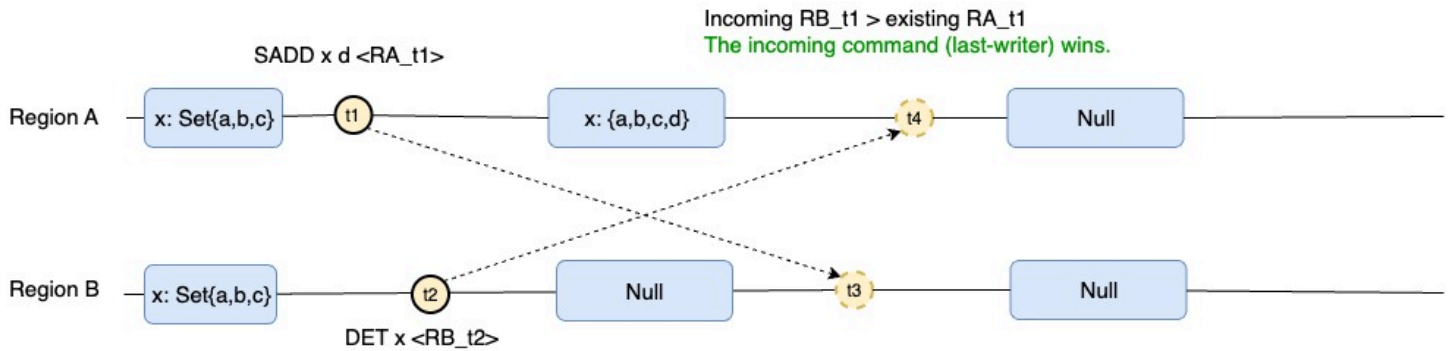 Incoming RB_t1 > existing RA_t1
The incoming command (last-writer) wins.
SADD x d <RA_t1>
Region A
x: Set{a,b,c}
t1
x: {a,b,c,d}
t4
Null
Region B
x: Set{a,b,c}
t2
Null
t3
Null
DET x <RB_t2>